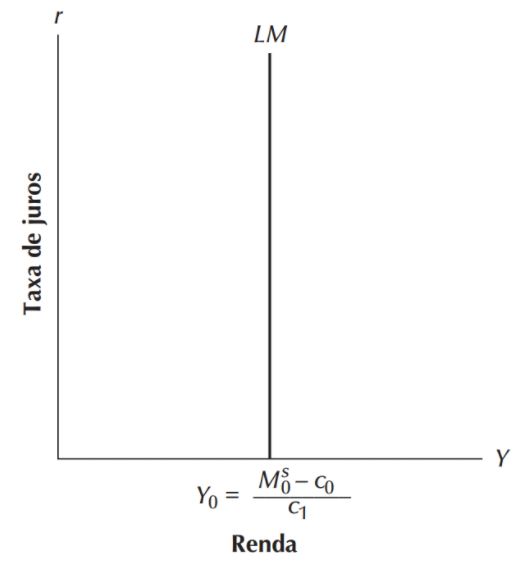 r
LM
Taxa de juros
Y
Y₀ = (M₀ˢ – c₀) / c₁
Renda